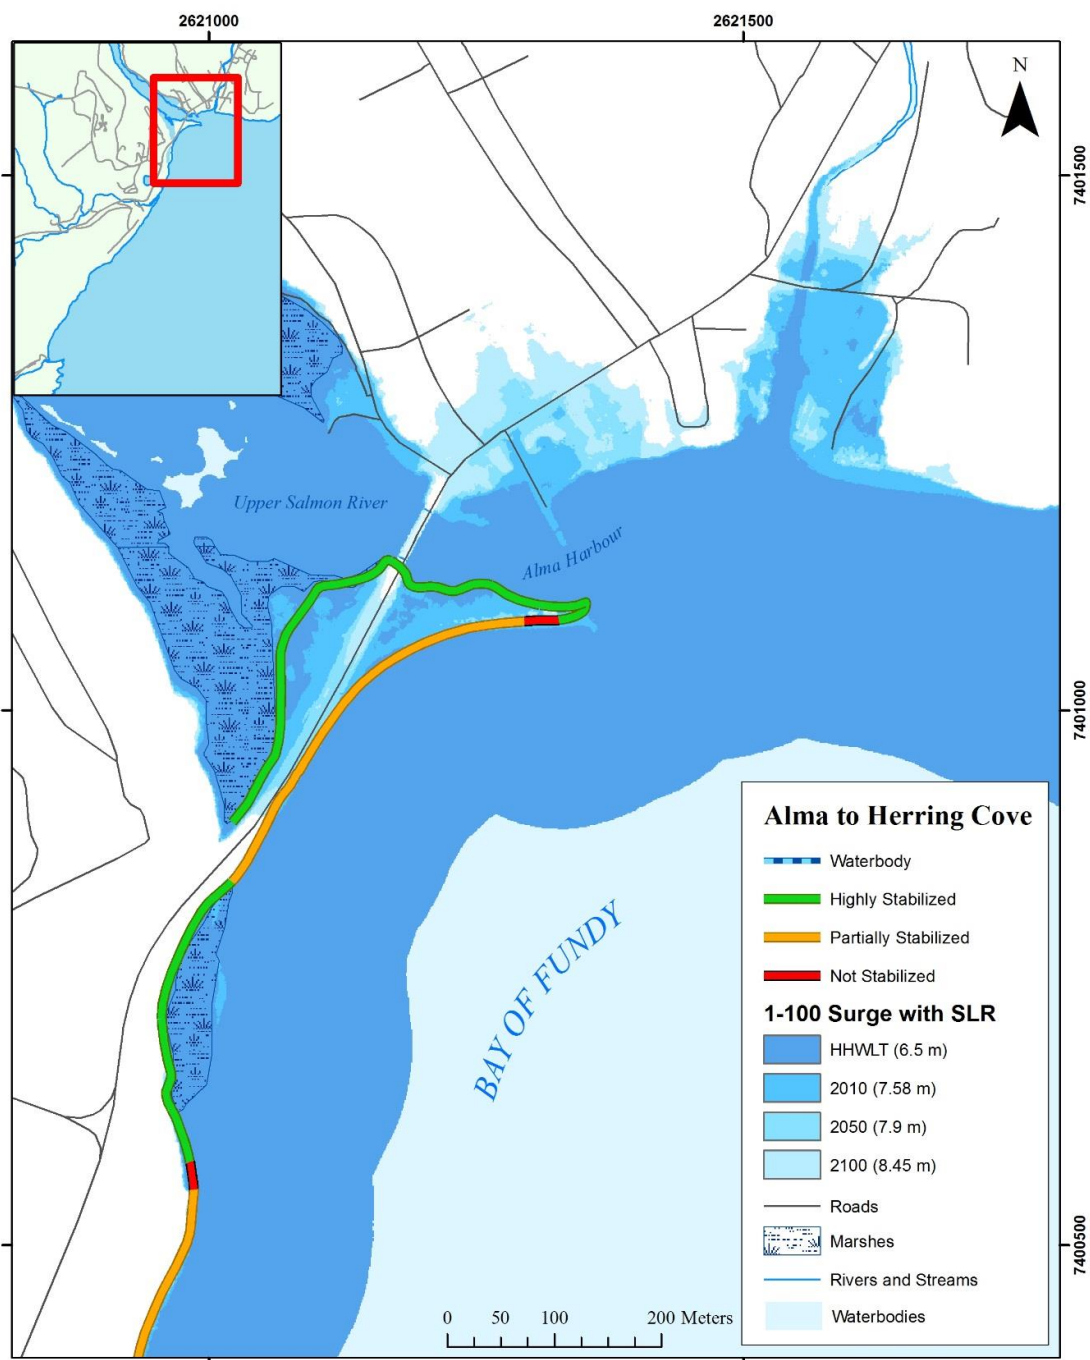 2621000
2621500
N
7401500
Upper Salmon River
Alma Harbour
7401000
Alma to Herring Cove
Waterbody
Highly Stabilized
Partially Stabilized
Not Stabilized
1-100 Surge with SLR
HHWLT (6.5 m)
2010 (7.58 m)
2050 (7.9 m)
2100 (8.45 m)
Roads
Marshes
Rivers and Streams
Waterbodies
BAY OF FUNDY
7400500
0 50 100 200 Meters